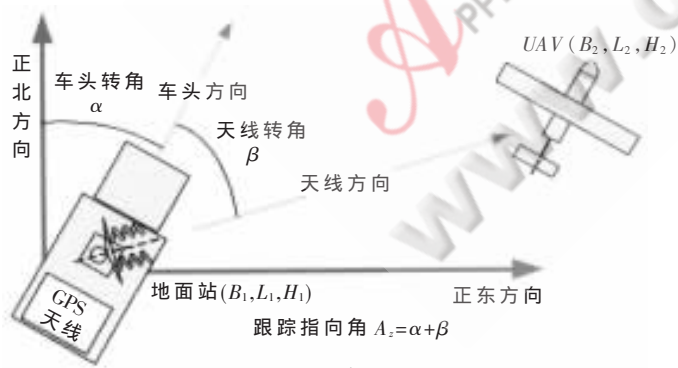 UAV(B₂,L₂,H₂)
正北方向
车头转角
α
车头方向
天线转角
β
天线方向
GPS
天线
地面站(B₁,L₁,H₁)
正东方向
跟踪指向角 A_z=α+β
www.